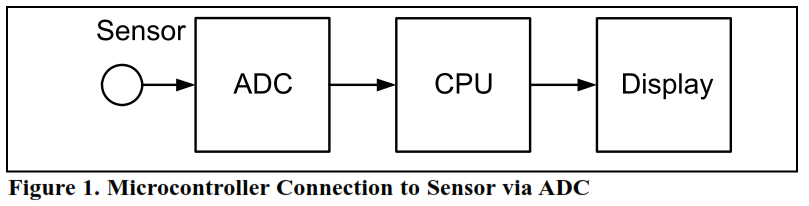 Sensor
ADC
CPU
Display
Figure 1. Microcontroller Connection to Sensor via ADC